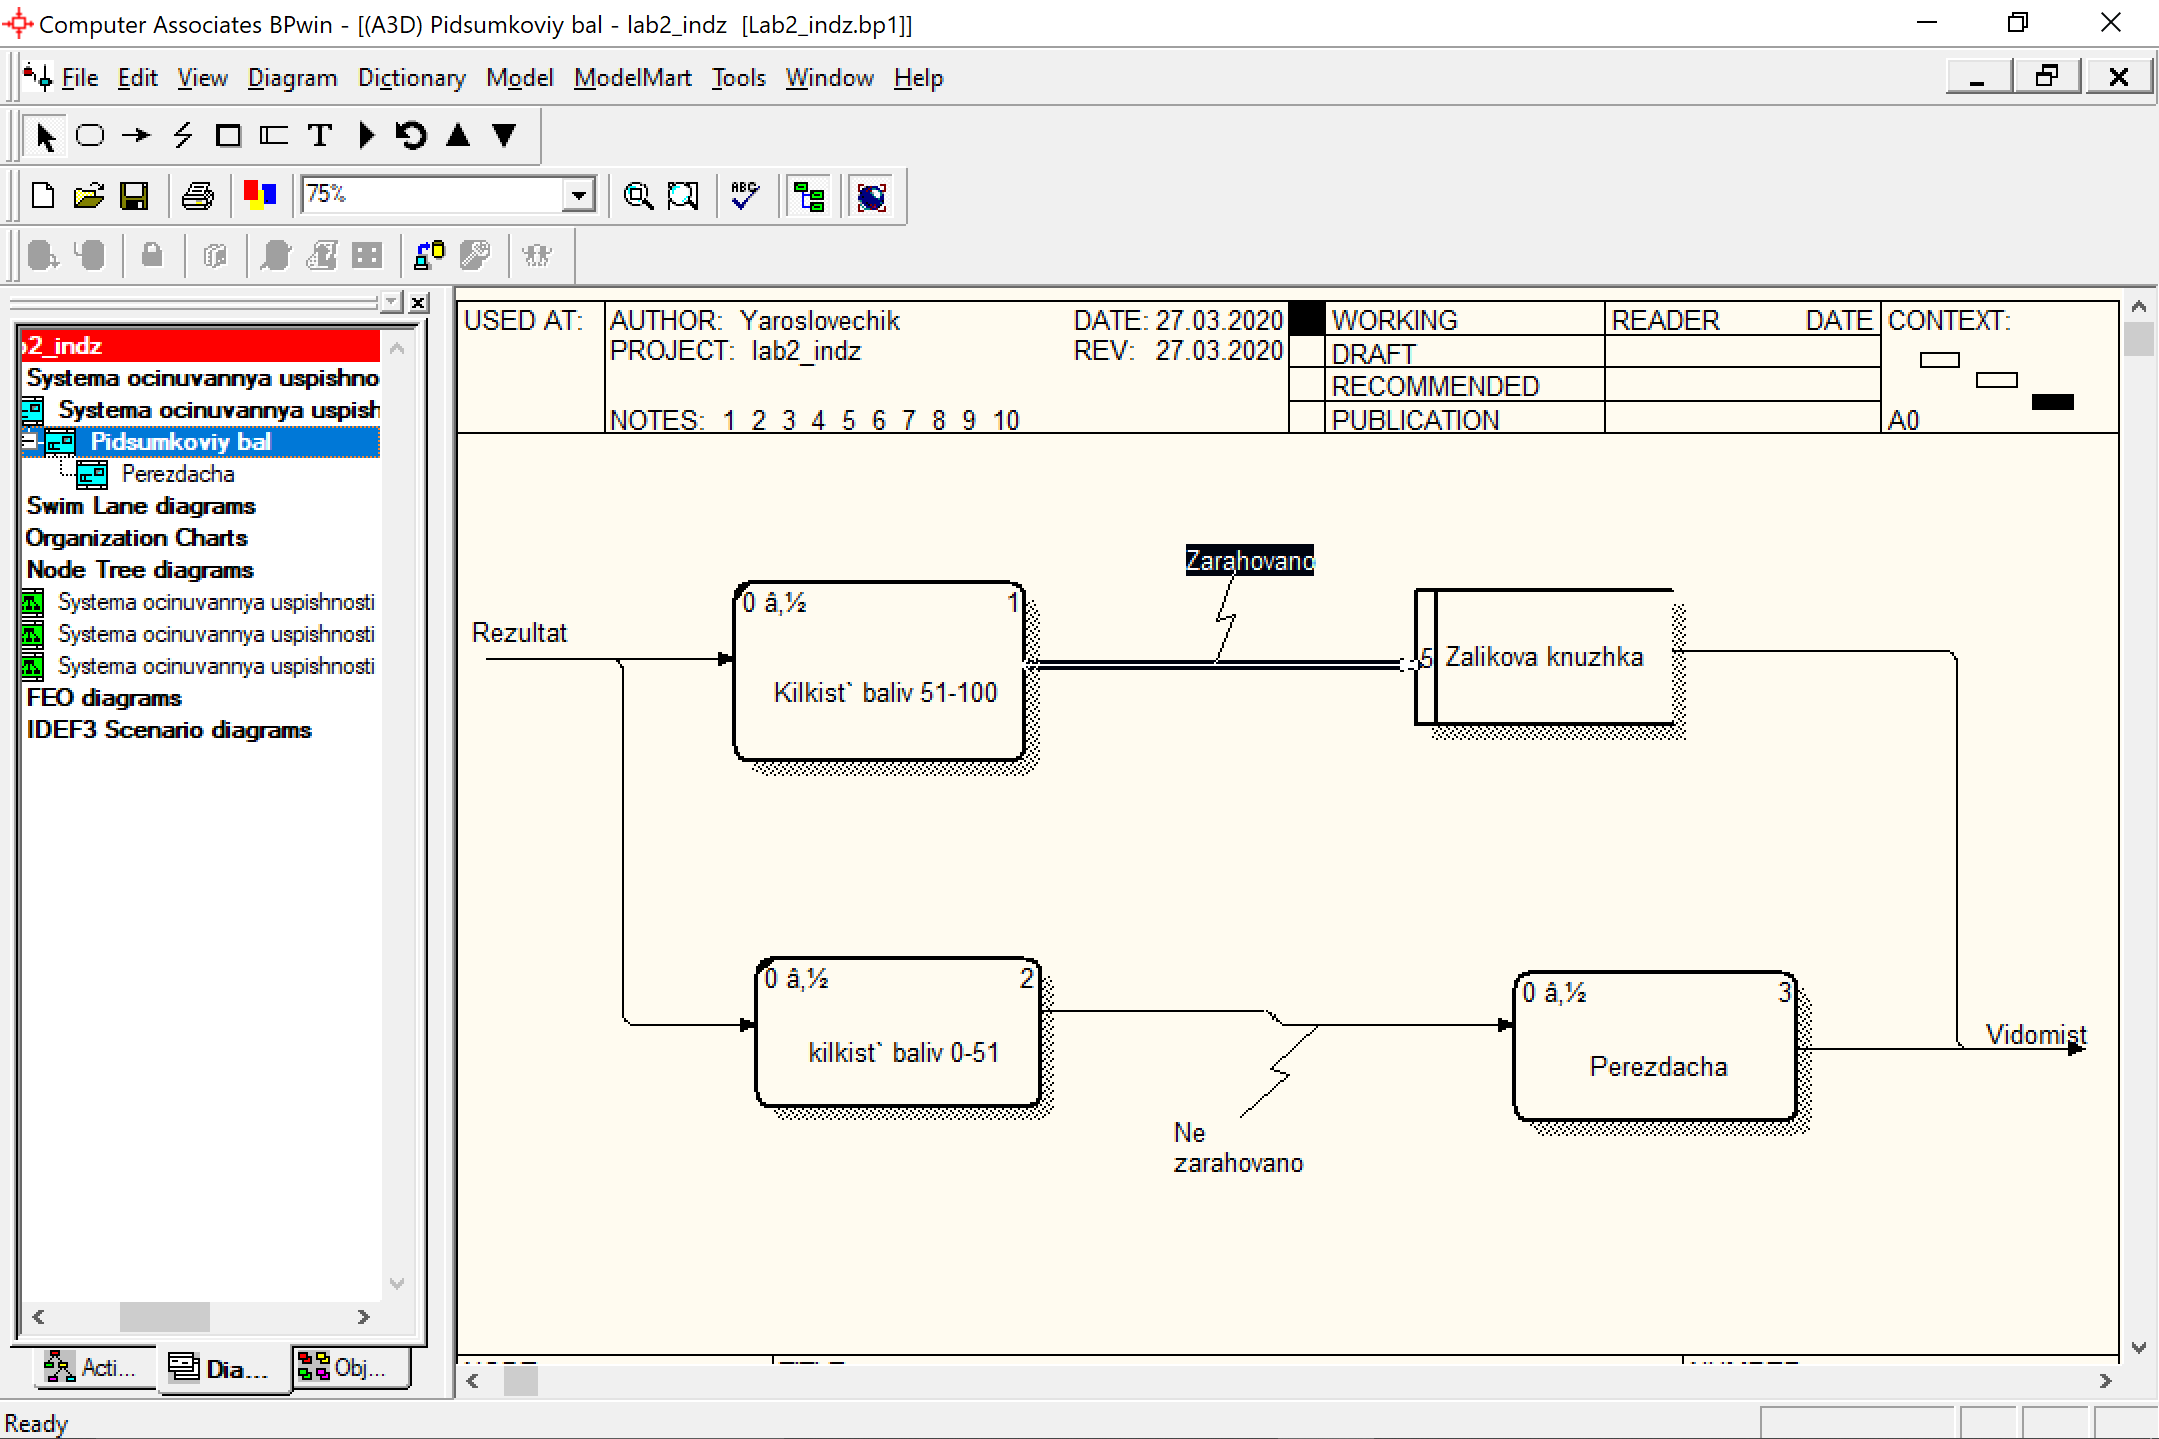 Computer Associates BPwin - [(A3D) Pidsumkoviy bal - lab2_indz  [Lab2_indz.bp1]]
File Edit View Diagram Dictionary Model ModelMart Tools Window Help
75%
ABC
b2_indz
Systema ocinuvannya uspishno
Systema ocinuvannya uspish
Pidsumkoviy bal
Perezdacha
Swim Lane diagrams
Organization Charts
Node Tree diagrams
Systema ocinuvannya uspishnosti
Systema ocinuvannya uspishnosti
Systema ocinuvannya uspishnosti
FEO diagrams
IDEF3 Scenario diagrams
Acti... Dia... Obj...
USED AT: AUTHOR: Yaroslovechik DATE: 27.03.2020 WORKING READER DATE CONTEXT:
PROJECT: lab2_indz REV: 27.03.2020 DRAFT
RECOMMENDED
NOTES: 1 2 3 4 5 6 7 8 9 10 PUBLICATION A0
Zarahovano
0 â‚½ 1
Rezultat
Kilkist` baliv 51-100
5 Zalikova knuzhka
0 â‚½ 2
kilkist` baliv 0-51
0 â‚½ 3
Perezdacha
Vidomist
Ne
zarahovano
Ready